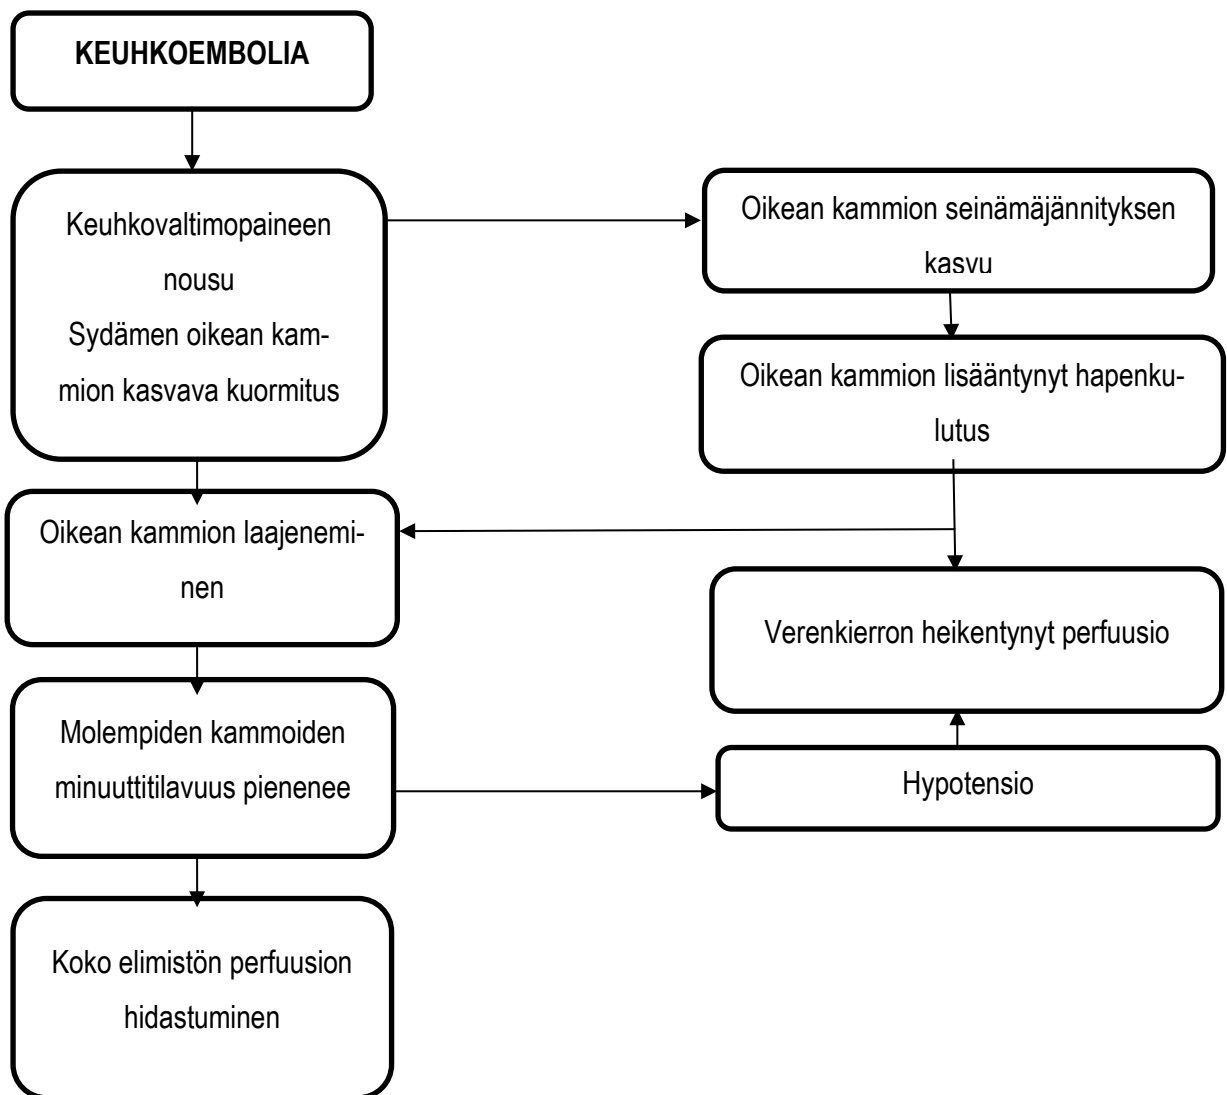 KEUHKOEMBOLIA
Keuhkovaltimopaineen
nousu
Sydämen oikean kam-
mion kasvava kuormitus
Oikean kammion seinämäjännityksen
kasvu
Oikean kammion lisääntynyt hapenku-
lutus
Oikean kammion laajenemi-
nen
Verenkierron heikentynyt perfuusio
Molempiden kammoiden
minuuttitilavuus pienenee
Hypotensio
Koko elimistön perfuusion
hidastuminen